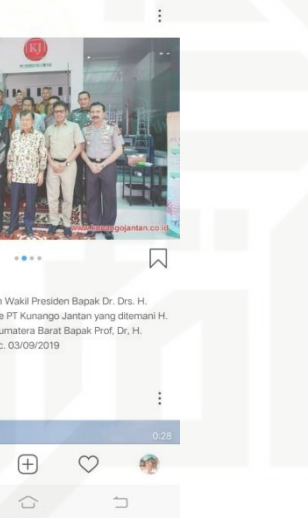 KJ
www.kunangojantan.co.id
n Wakil Presiden Bapak Dr. Drs. H.
e PT Kunango Jantan yang ditemani H.
umatera Barat Bapak Prof, Dr, H.
c. 03/09/2019
0:28